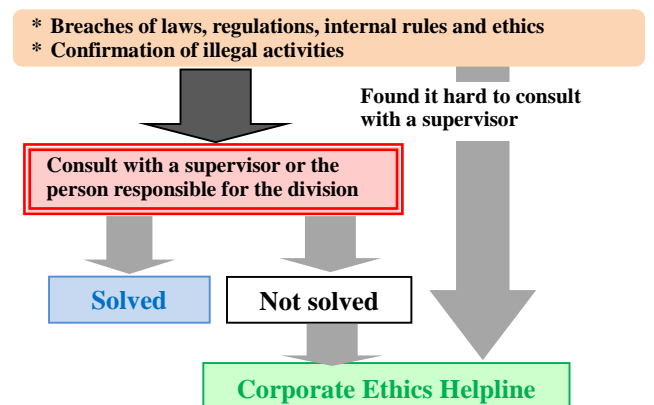 * Breaches of laws, regulations, internal rules and ethics
* Confirmation of illegal activities
Found it hard to consult
with a supervisor
Consult with a supervisor or the
person responsible for the division
Solved
Not solved
Corporate Ethics Helpline